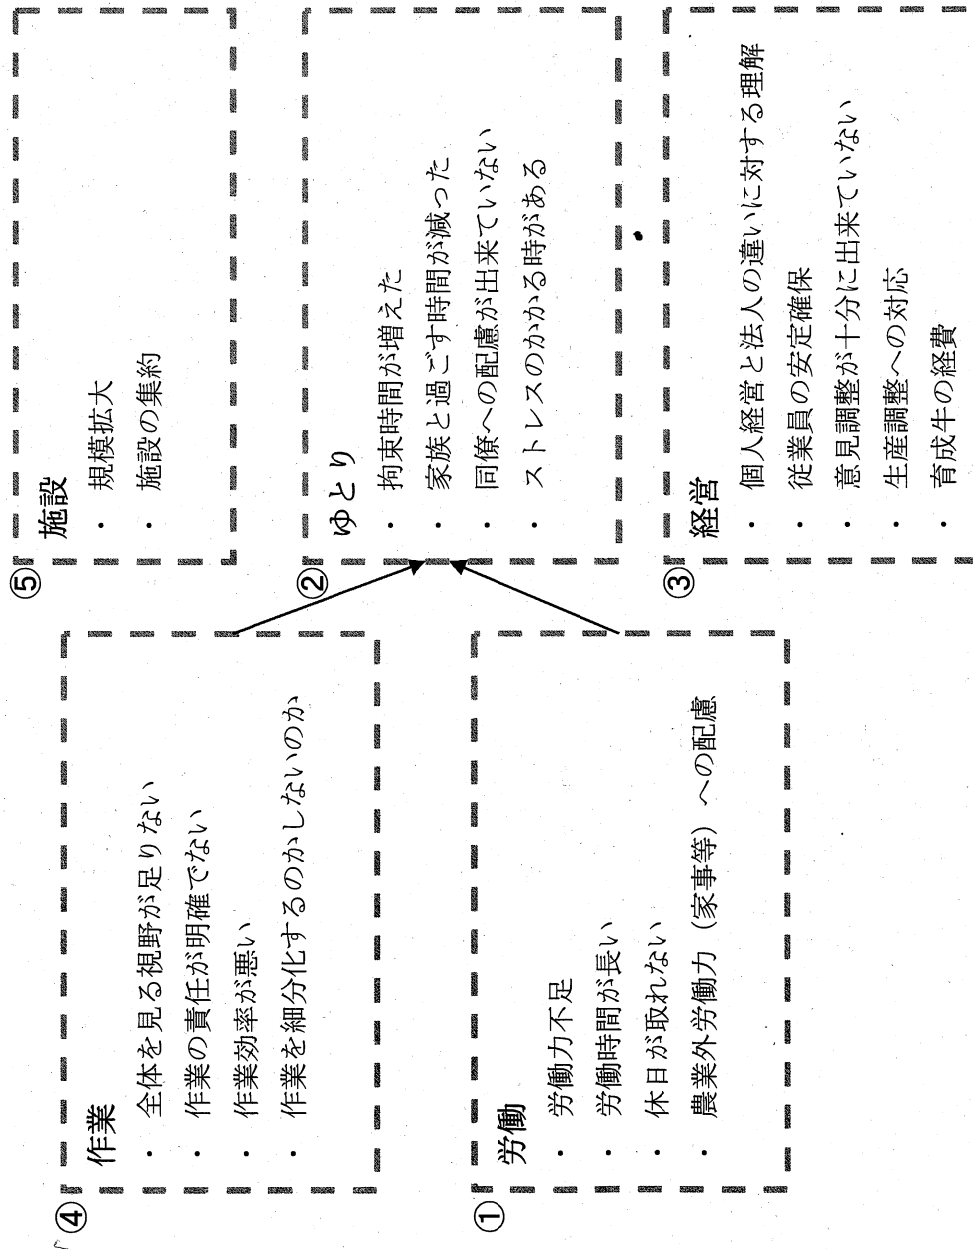 ④
作業
・ 全体を見る視野が足りない
・ 作業の責任が明確でない
・ 作業効率が悪い
・ 作業を細分化するのかしないのか
①
労働
・ 労働力不足
・ 労働時間が長い
・ 休日が取れない
・ 農業外労働力（家事等）への配慮
⑤
施設
・ 規模拡大
・ 施設の集約
②
ゆとり
・ 拘束時間が増えた
・ 家族と過ごす時間が減った
・ 同僚への配慮が出来ていない
・ ストレスのかかる時がある
③
経営
・ 個人経営と法人の違いに対する理解
・ 従業員の安定確保
・ 意見調整が十分に出来ていない
・ 生産調整への対応
・ 育成牛の経費